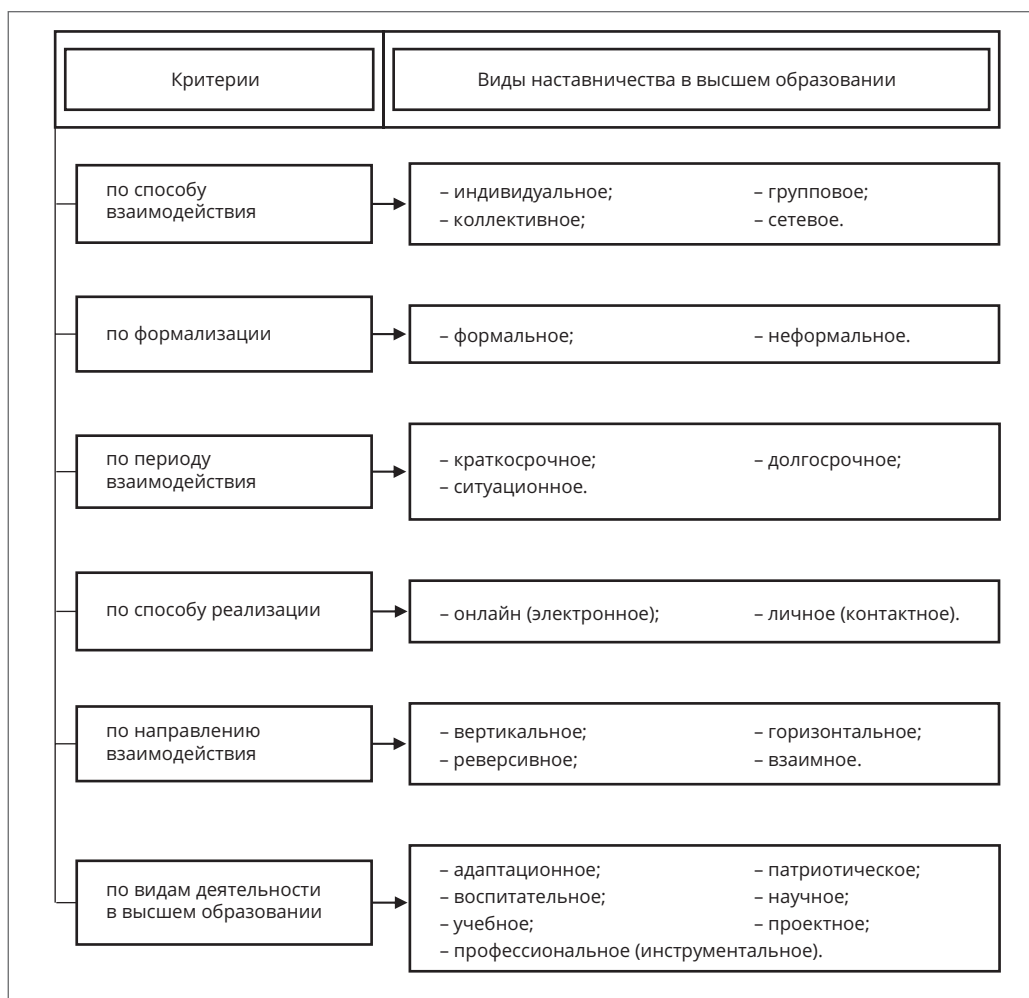 Критерии
Виды наставничества в высшем образовании
по способу
взаимодействия
– индивидуальное;
– групповое;
– коллективное;
– сетевое.
по формализации
– формальное;
– неформальное.
по периоду
взаимодействия
– краткосрочное;
– долгосрочное;
– ситуационное.
по способу реализации
– онлайн (электронное);
– личное (контактное).
по направлению
взаимодействия
– вертикальное;
– горизонтальное;
– реверсивное;
– взаимное.
по видам деятельности
в высшем образовании
– адаптационное;
– патриотическое;
– воспитательное;
– научное;
– учебное;
– проектное;
– профессиональное (инструментальное).